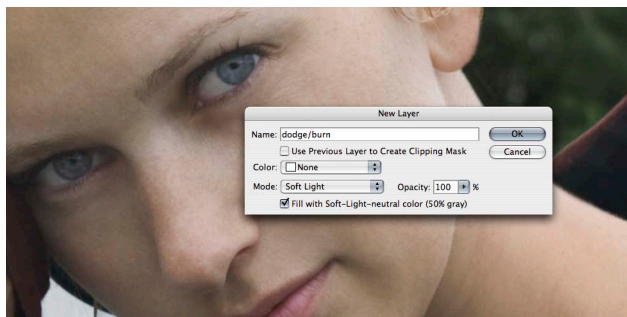 New Layer
Name: dodge/burn OK
Use Previous Layer to Create Clipping Mask Cancel
Color: None
Mode: Soft Light Opacity: 100 %
Fill with Soft-Light-neutral color (50% gray)